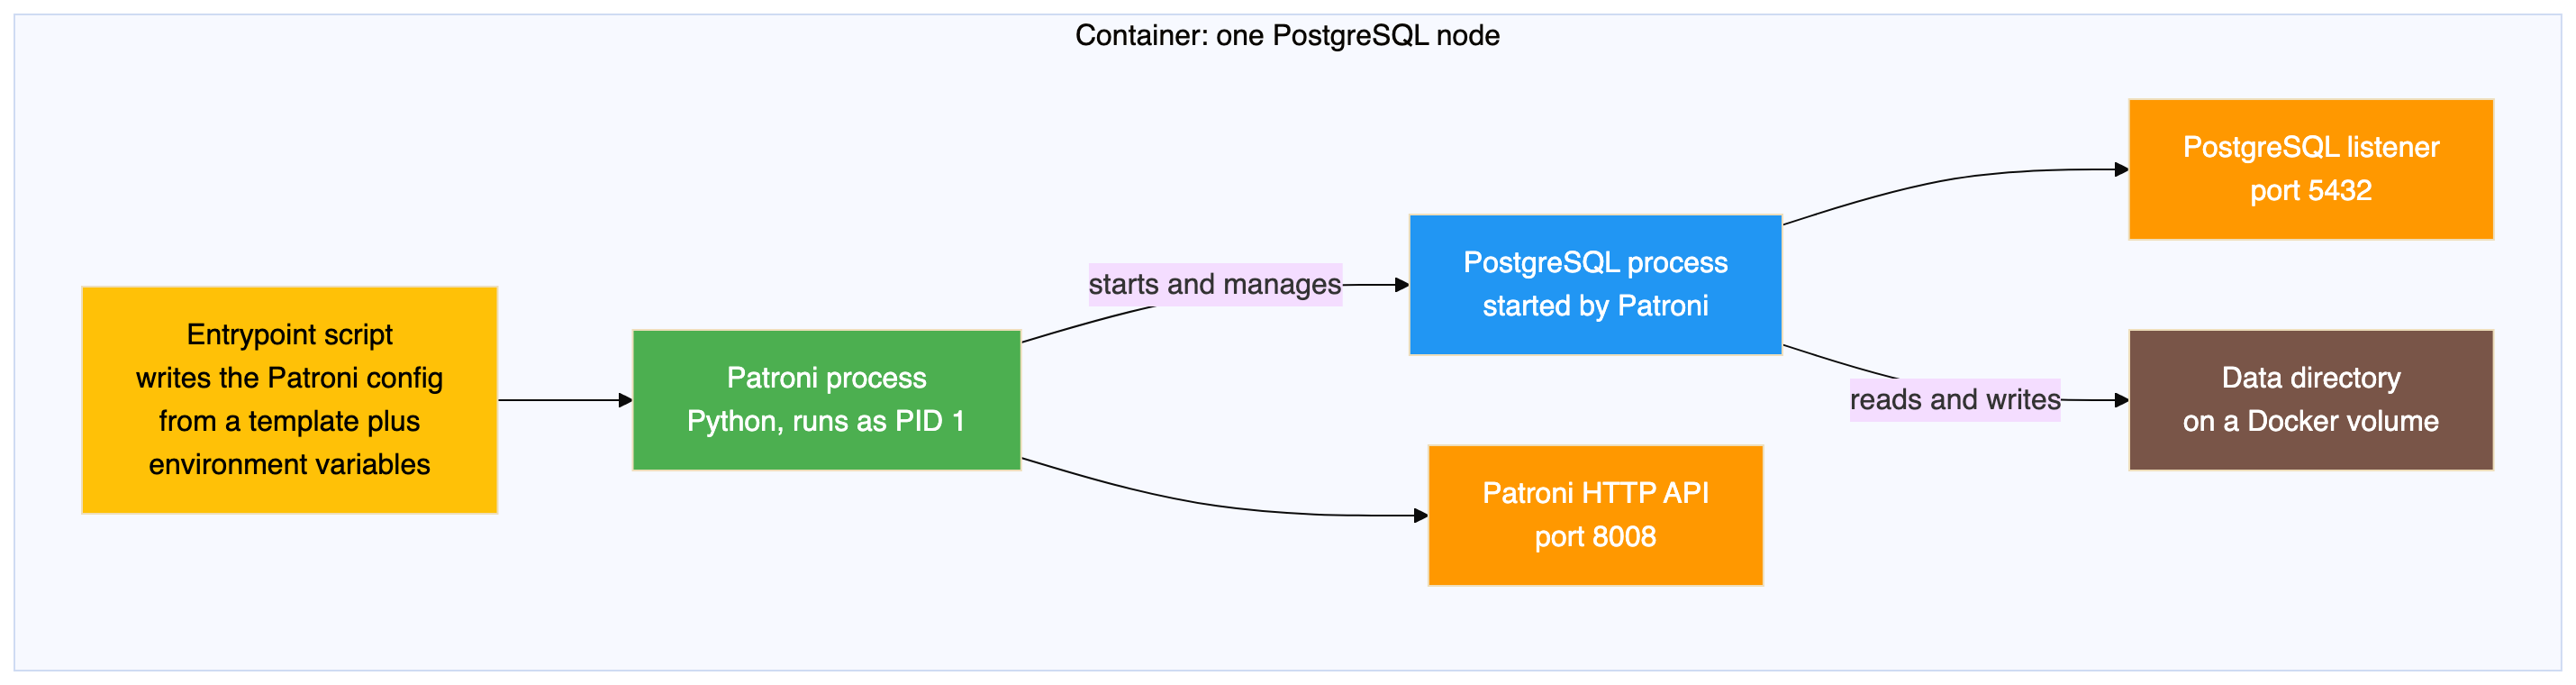 Container: one PostgreSQL node
Entrypoint script
writes the Patroni config
from a template plus
environment variables
Patroni process
Python, runs as PID 1
starts and manages
PostgreSQL process
started by Patroni
Patroni HTTP API
port 8008
reads and writes
PostgreSQL listener
port 5432
Data directory
on a Docker volume